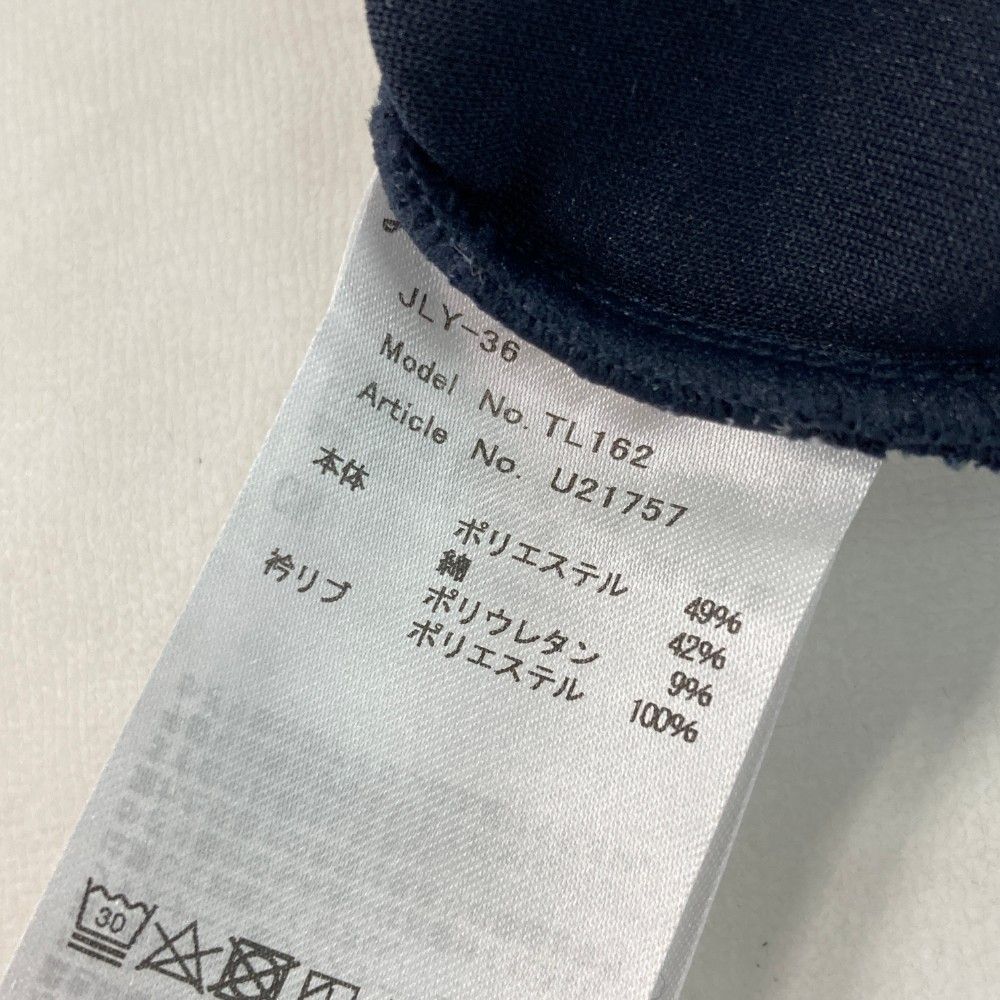 JLY-36
Model No. TL162
Article No. U21757
本体 ポリエステル 49%
綿 42%
ポリウレタン 9%
衿リブ ポリエステル 100%
30